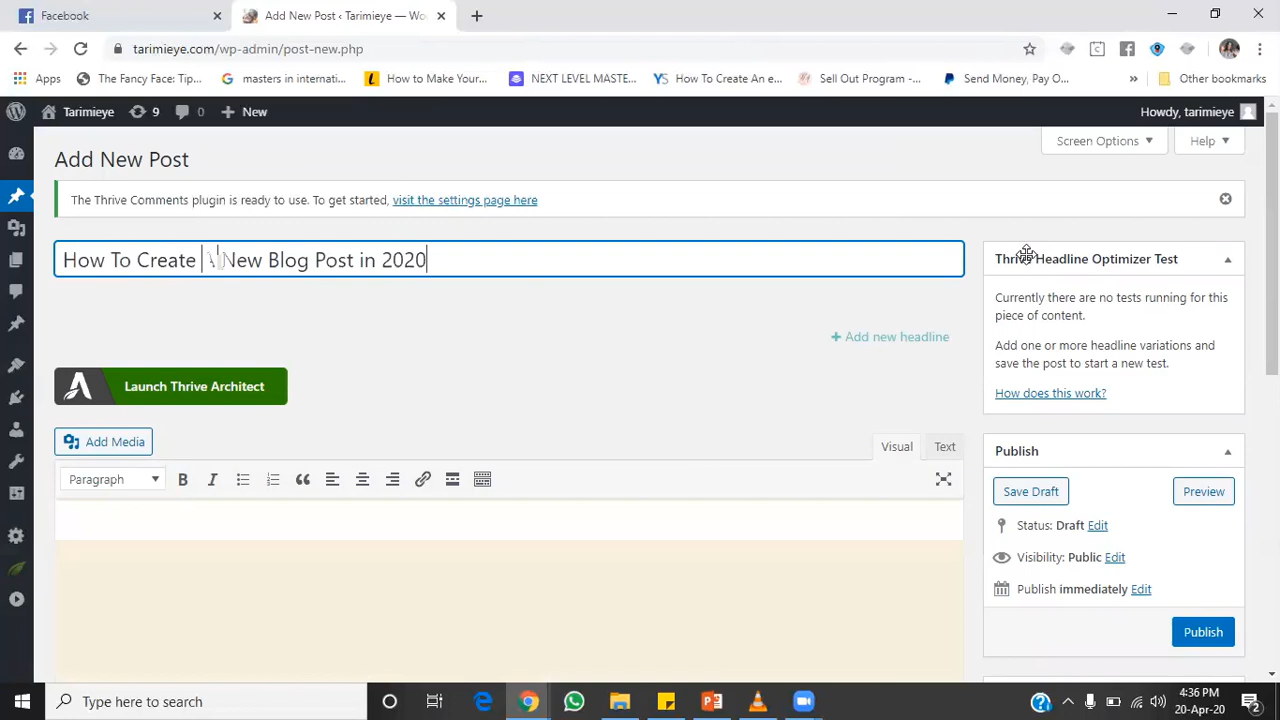 Facebook
Add New Post ‹ Tarimieye — Wo
tarimieye.com/wp-admin/post-new.php
Apps
The Fancy Face: Tip...
masters in internati...
How to Make Your...
NEXT LEVEL MASTE...
How To Create An e...
Sell Out Program -...
Send Money, Pay O...
»
Other bookmarks
Tarimieye
9
0
New
Howdy, tarimieye
Screen Options
Help
Add New Post
The Thrive Comments plugin is ready to use. To get started, visit the settings page here
How To Create New Blog Post in 2020
Thrive Headline Optimizer Test
Currently there are no tests running for this
piece of content.
Add one or more headline variations and
save the post to start a new test.
How does this work?
+ Add new headline
Launch Thrive Architect
Add Media
Visual
Text
Paragraph
B
I
Publish
Save Draft
Preview
Status: Draft Edit
Visibility: Public Edit
Publish immediately Edit
Publish
Type here to search
4:36 PM
20-Apr-20
2